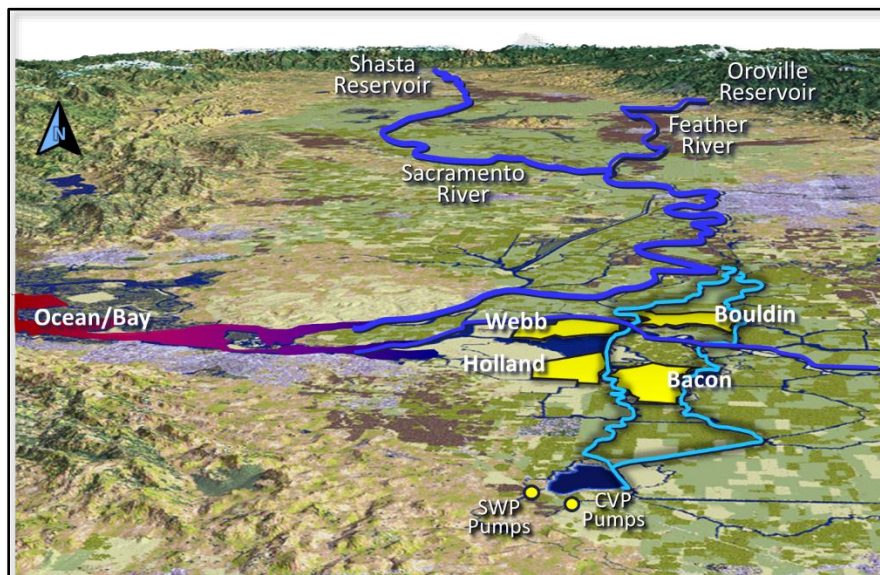 Shasta
Reservoir
Oroville
Reservoir
N
Feather
River
Sacramento
River
Ocean/Bay
Webb
Bouldin
Holland
Bacon
SWP
Pumps
CVP
Pumps